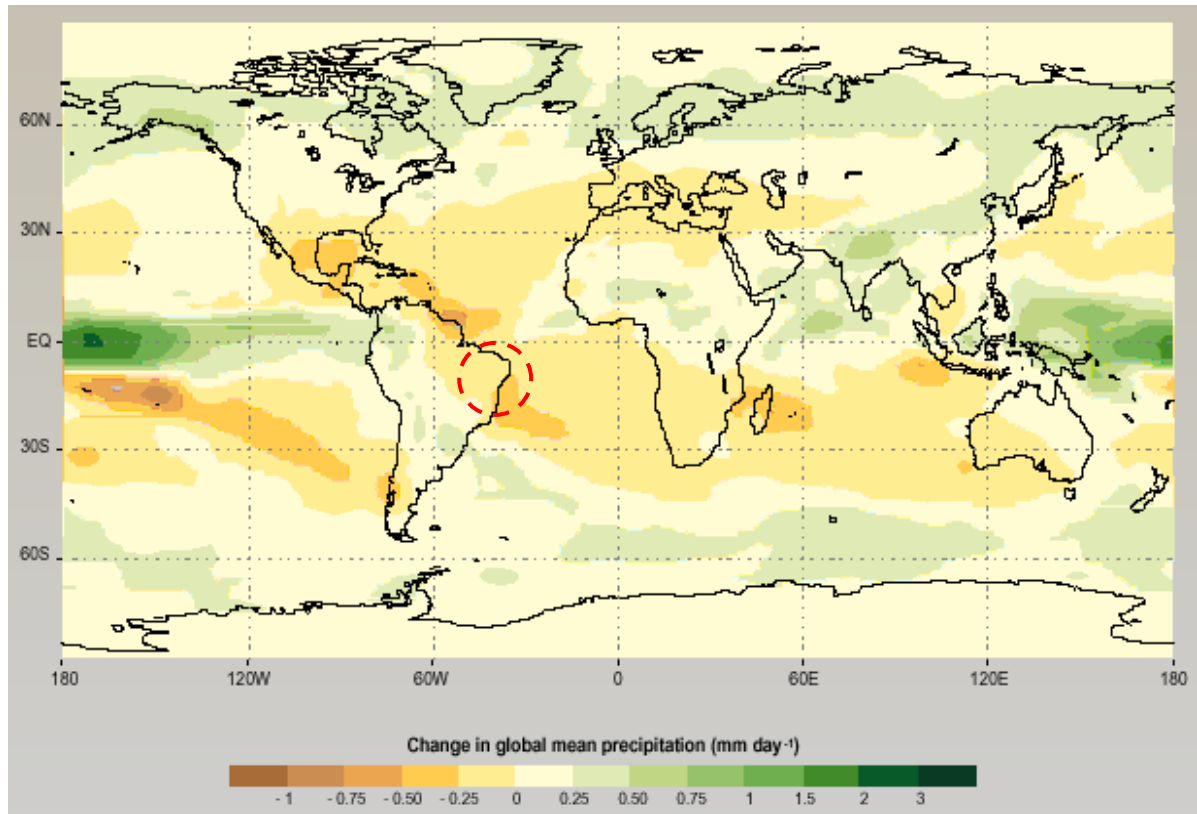 60N
30N
EQ
30S
60S
180 120W 60W 0 60E 120E 180
Change in global mean precipitation (mm day-1)
- 1 - 0.75 - 0.50 - 0.25 0 0.25 0.50 0.75 1 1.5 2 3